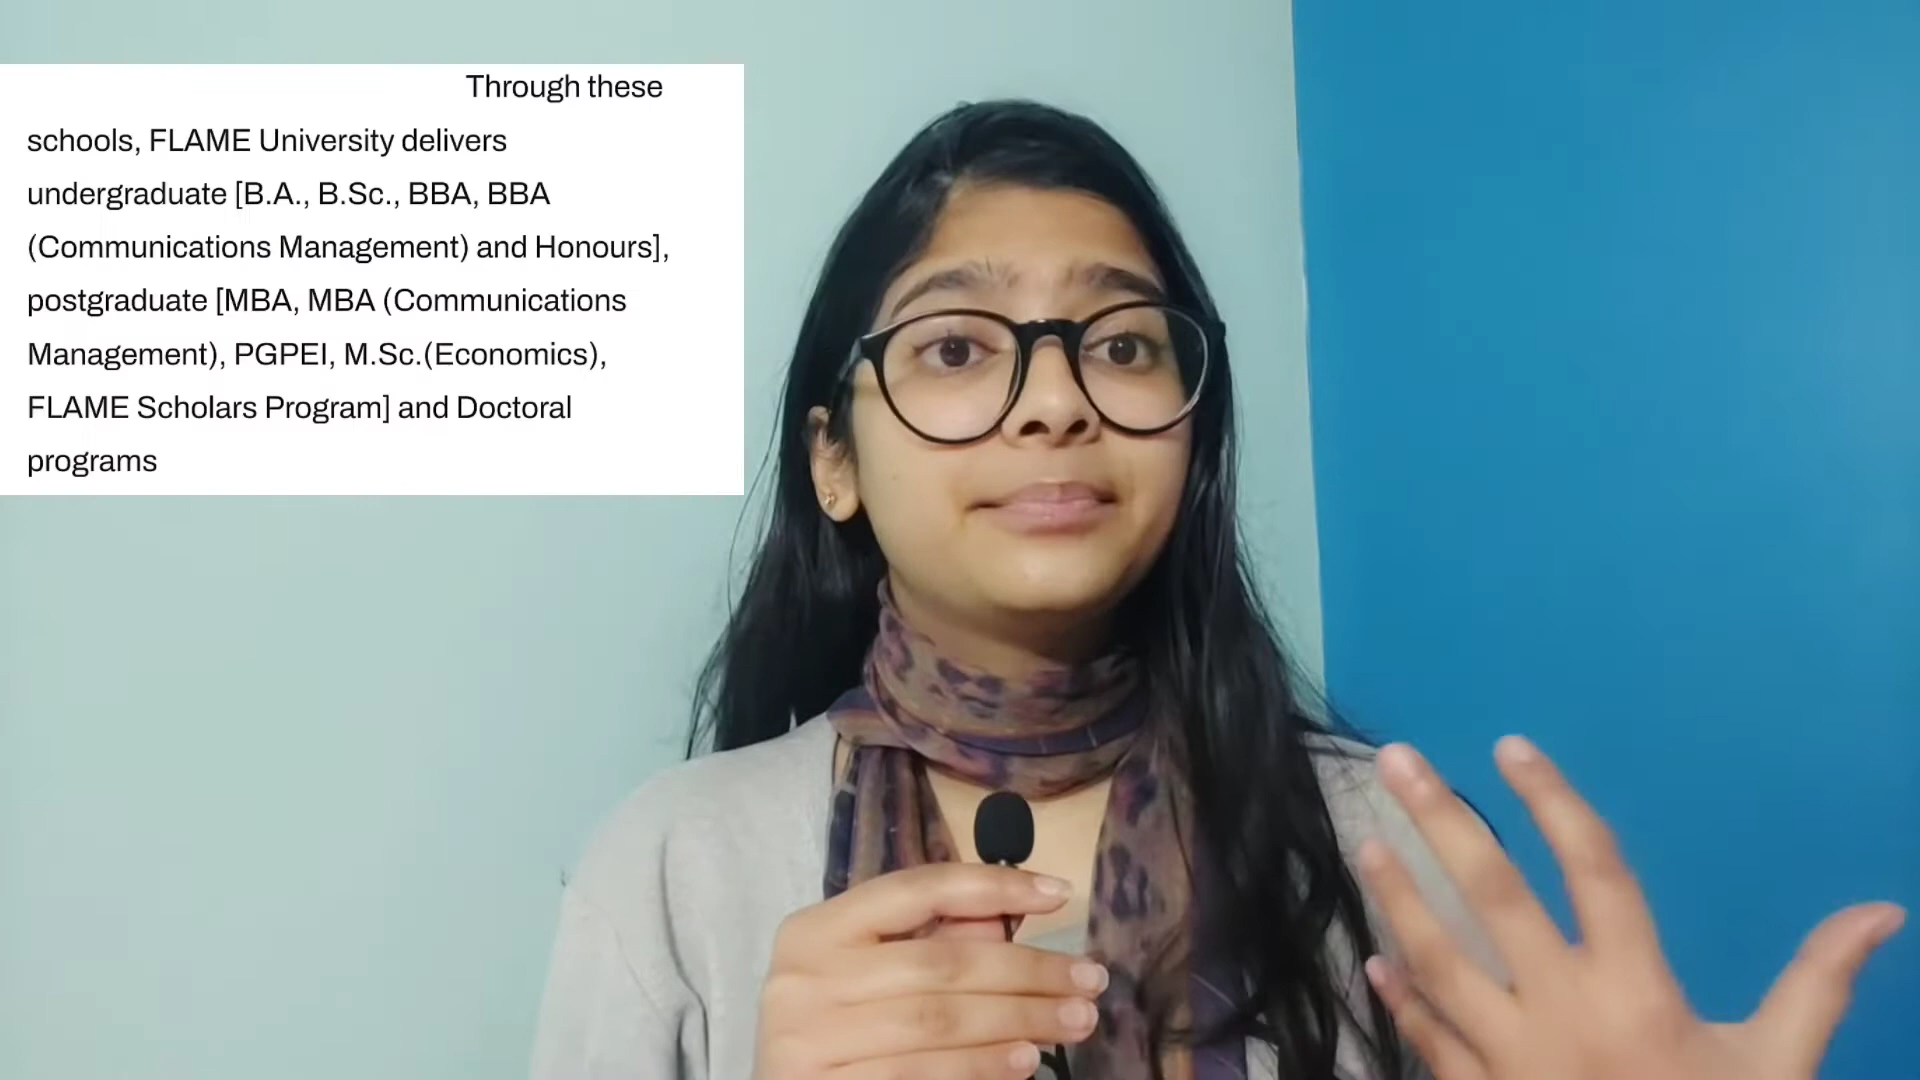 Through these
schools, FLAME University delivers
undergraduate [B.A., B.Sc., BBA, BBA
(Communications Management) and Honours],
postgraduate [MBA, MBA (Communications
Management), PGPEI, M.Sc.(Economics),
FLAME Scholars Program] and Doctoral
programs